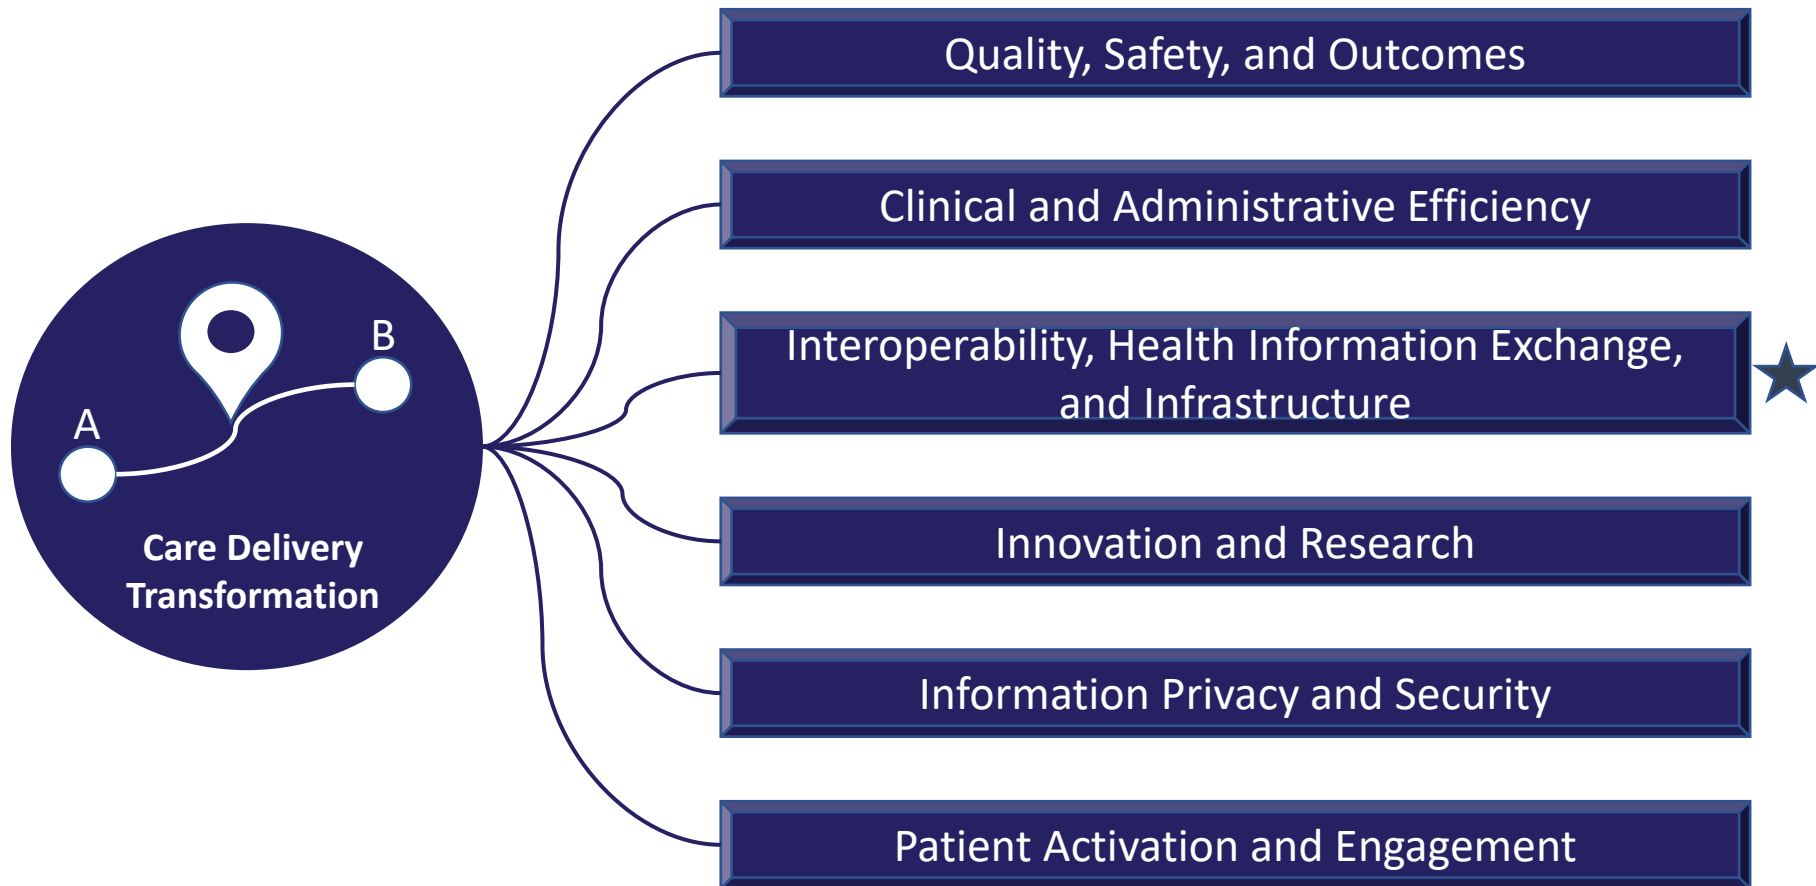 A
B
Care Delivery
Transformation
Quality, Safety, and Outcomes
Clinical and Administrative Efficiency
Interoperability, Health Information Exchange,
and Infrastructure
Innovation and Research
Information Privacy and Security
Patient Activation and Engagement